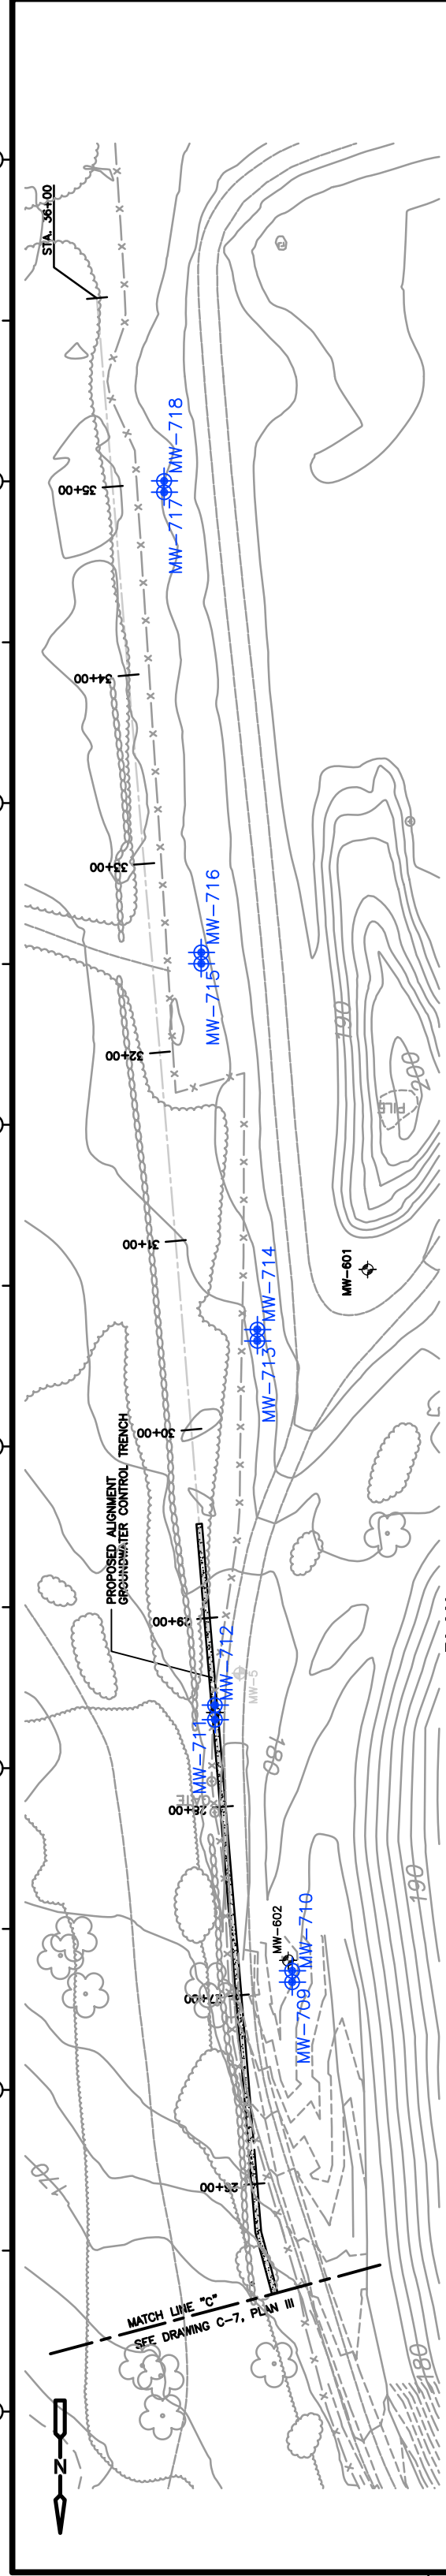 STA. 36+00
MW-718
MW-717
35+00
34+00
33+00
MW-716
MW-715
32+00
190
200
PILE
31+00
MW-601
MW-714
MW-713
30+00
PROPOSED ALIGNMENT
GROUNDWATER CONTROL TRENCH
29+00
MW-712
MW-5
MW-711
180
GATE
28+00
190
MW-602
MW-710
27+00
MW-709
170
26+00
MATCH LINE "C"
SEE DRAWING C-7, PLAN III
180
N